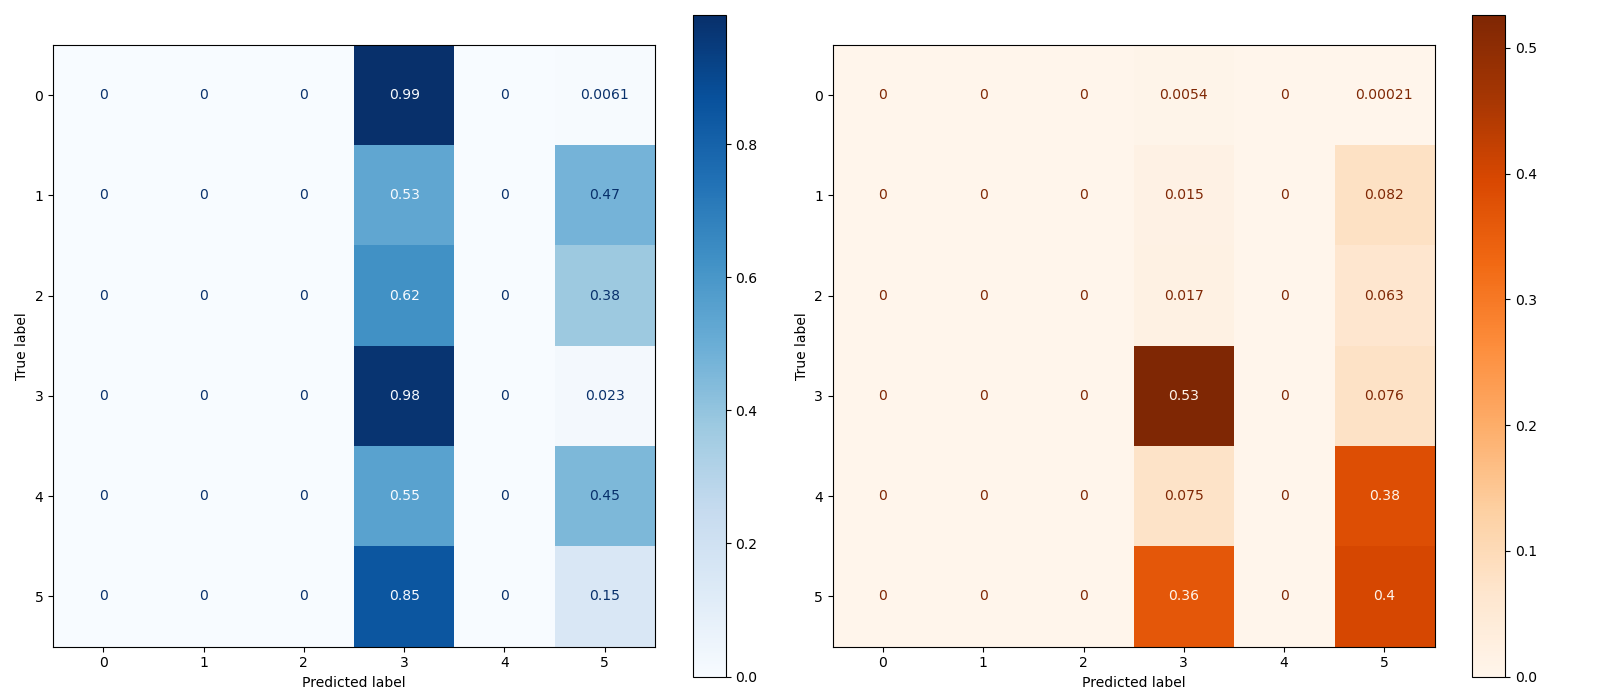 0 0 0 0 0.99 0 0.0061
1 0 0 0 0.53 0 0.47
2 0 0 0 0.62 0 0.38
3 0 0 0 0.98 0 0.023
4 0 0 0 0.55 0 0.45
5 0 0 0 0.85 0 0.15
0 1 2 3 4 5
True label
Predicted label
0.8
0.6
0.4
0.2
0.0
0 0 0 0 0.0054 0 0.00021
1 0 0 0 0.015 0 0.082
2 0 0 0 0.017 0 0.063
3 0 0 0 0.53 0 0.076
4 0 0 0 0.075 0 0.38
5 0 0 0 0.36 0 0.4
0 1 2 3 4 5
True label
Predicted label
0.5
0.4
0.3
0.2
0.1
0.0